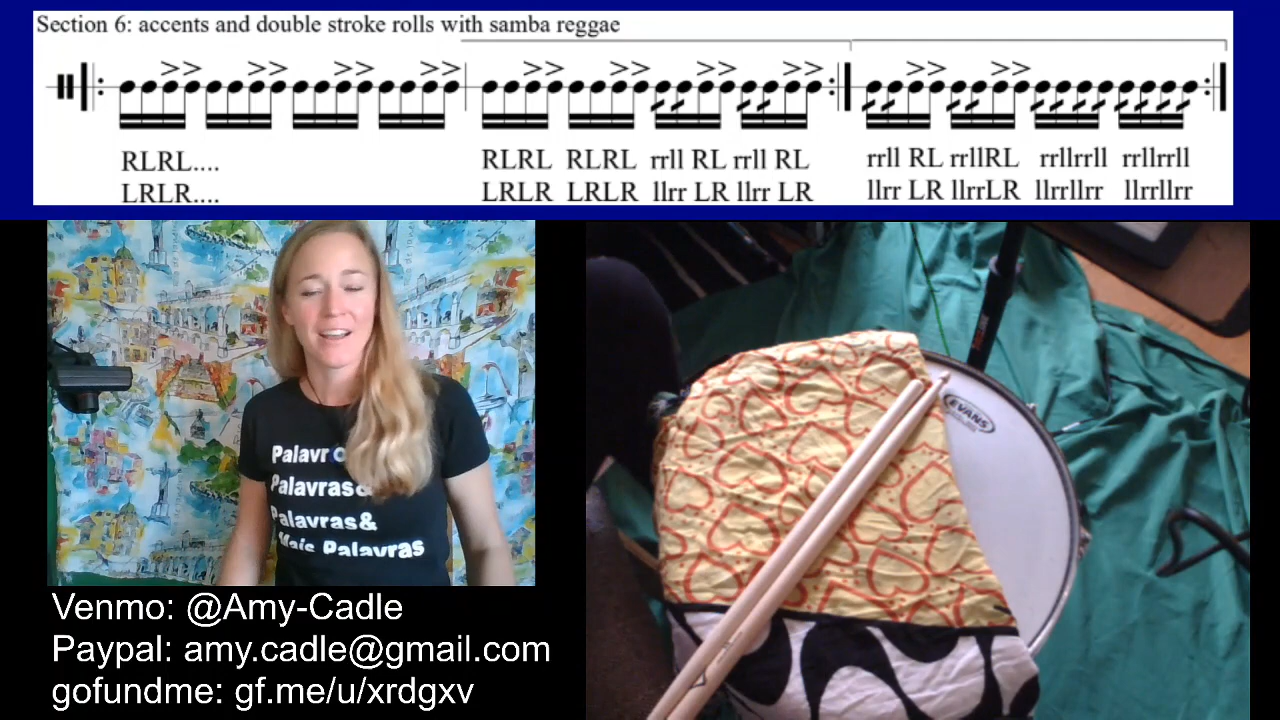 Section 6: accents and double stroke rolls with samba reggae
RLRL.... RLRL RLRL rrll RL rrll RL rrll RL rrllRL rrllrrll rrllrrll
LRLR.... LRLR LRLR llrr LR llrr LR llrr LR llrrLR llrrllrr llrrllrr
Palavr
Palavras&
Palavras&
Mais Palavras
EVANS
Venmo: @Amy-Cadle
Paypal: amy.cadle@gmail.com
gofundme: gf.me/u/xrdgxv